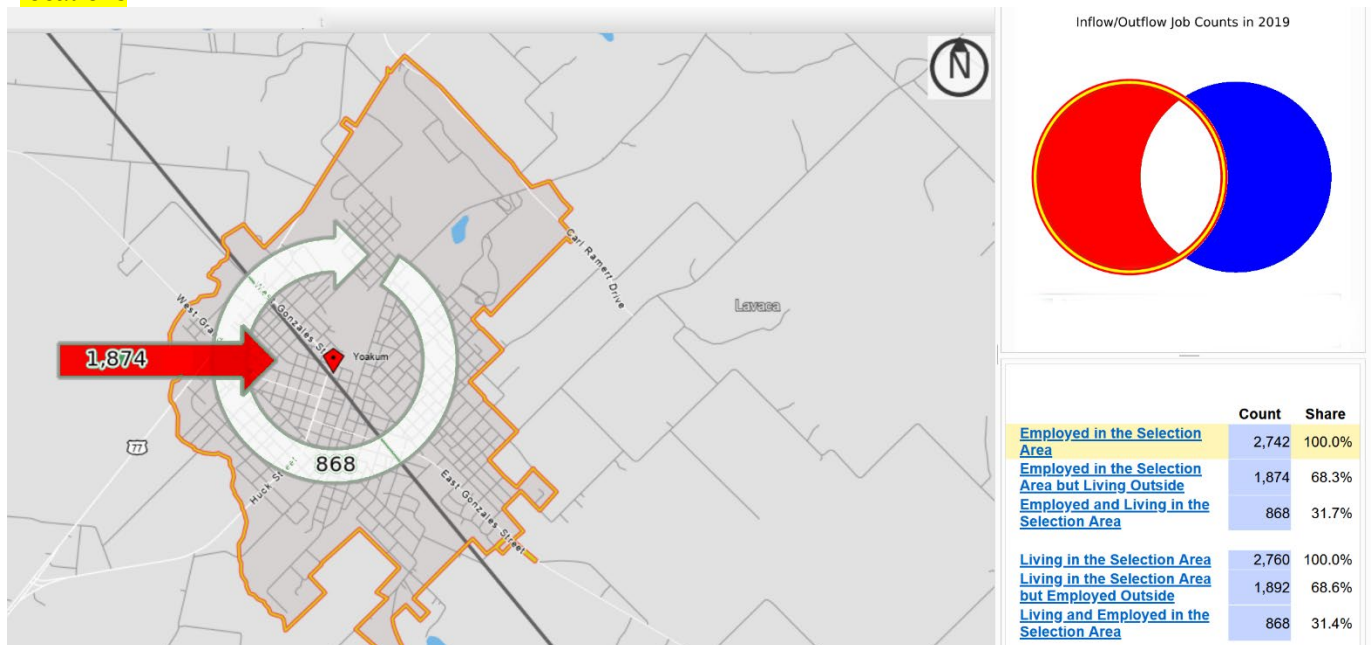 N
Carl Ramert Drive
Lavaca
West Gonzales St
West Gra
1,874
Yoakum
77
868
Huck Street
East Gonzales Street
Inflow/Outflow Job Counts in 2019
Count Share
Employed in the Selection
Area 2,742 100.0%
Employed in the Selection
Area but Living Outside 1,874 68.3%
Employed and Living in the
Selection Area 868 31.7%
Living in the Selection Area 2,760 100.0%
Living in the Selection Area
but Employed Outside 1,892 68.6%
Living and Employed in the
Selection Area 868 31.4%